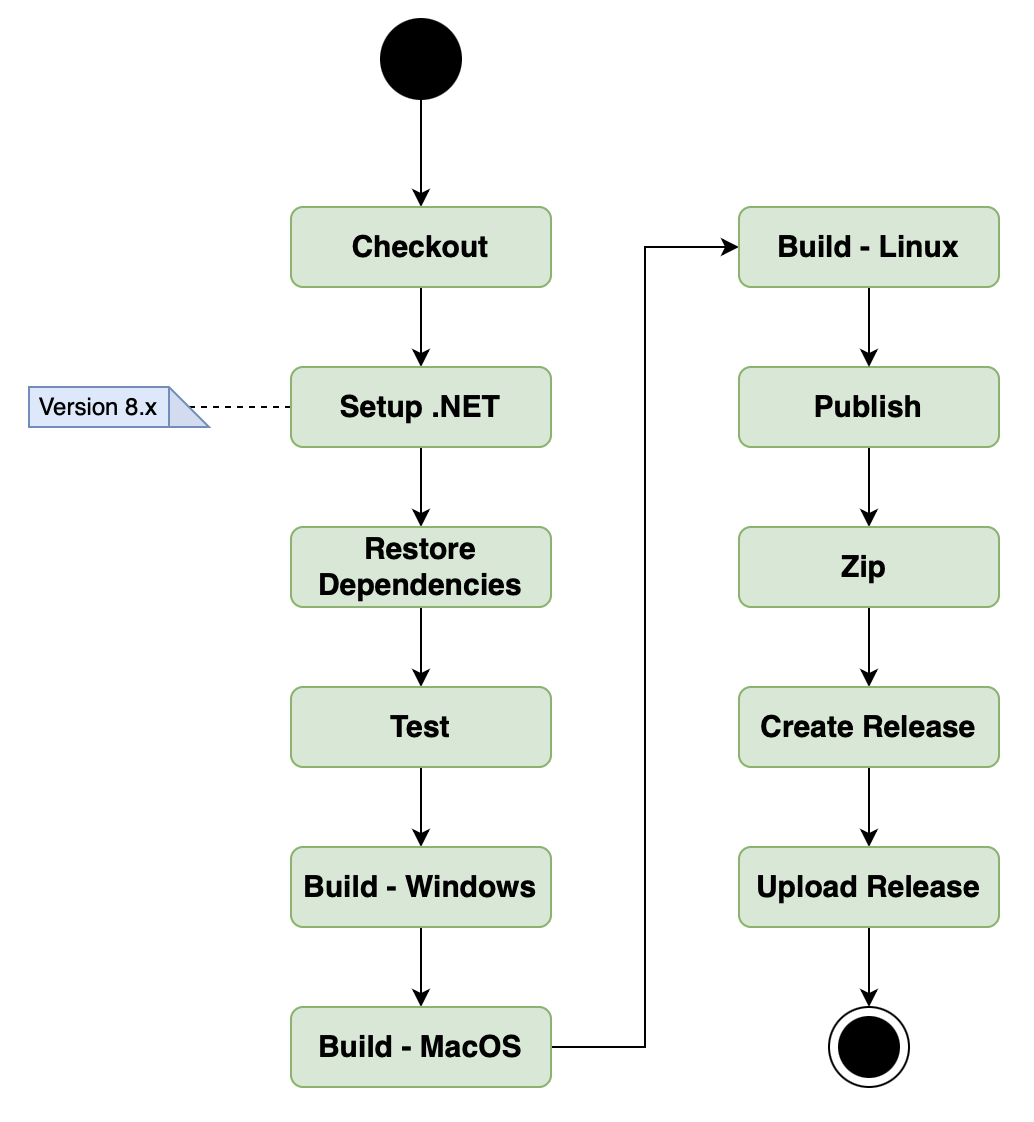 Checkout
Version 8.x
Setup .NET
Restore
Dependencies
Test
Build - Windows
Build - MacOS
Build - Linux
Publish
Zip
Create Release
Upload Release